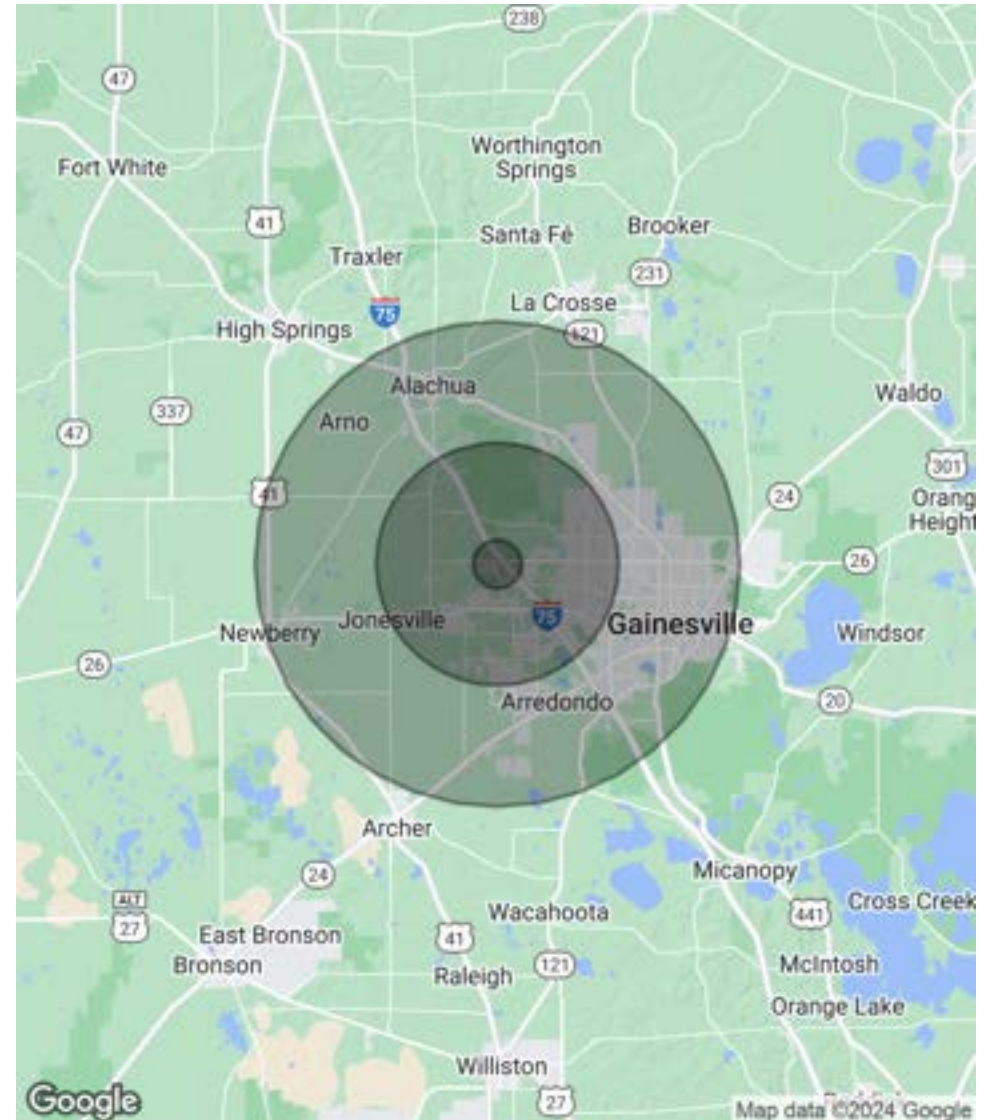 238
47
Worthington
Springs
Fort White
41
Santa Fé
Brooker
Traxler
231
La Crosse
75
High Springs
121
Alachua
Waldo
337
Arno
47
301
41
24
Orang
Height
26
75
Jonesville
Gainesville
Newberry
Windsor
26
20
Arredondo
Archer
24
Micanopy
ALT
27
Wacahoota
441
Cross Creek
East Bronson
41
Bronson
121
McIntosh
Raleigh
Orange Lake
Williston
27
Google
Map data ©2024 Google